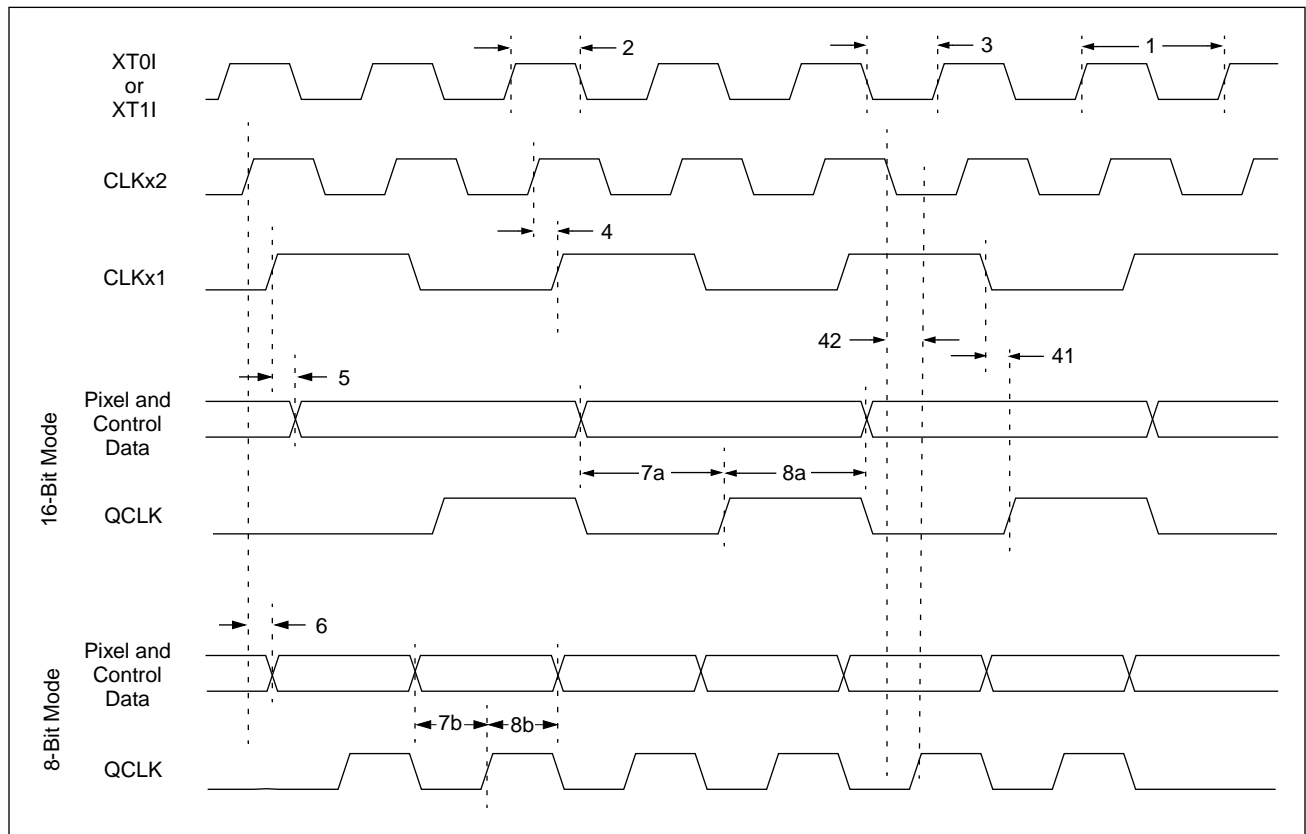 2
3
1
XT0I
or
XT1I
CLKx2
4
CLKx1
42
41
5
Pixel and
Control
Data
16-Bit Mode
7a
8a
QCLK
6
Pixel and
Control
Data
8-Bit Mode
7b
8b
QCLK